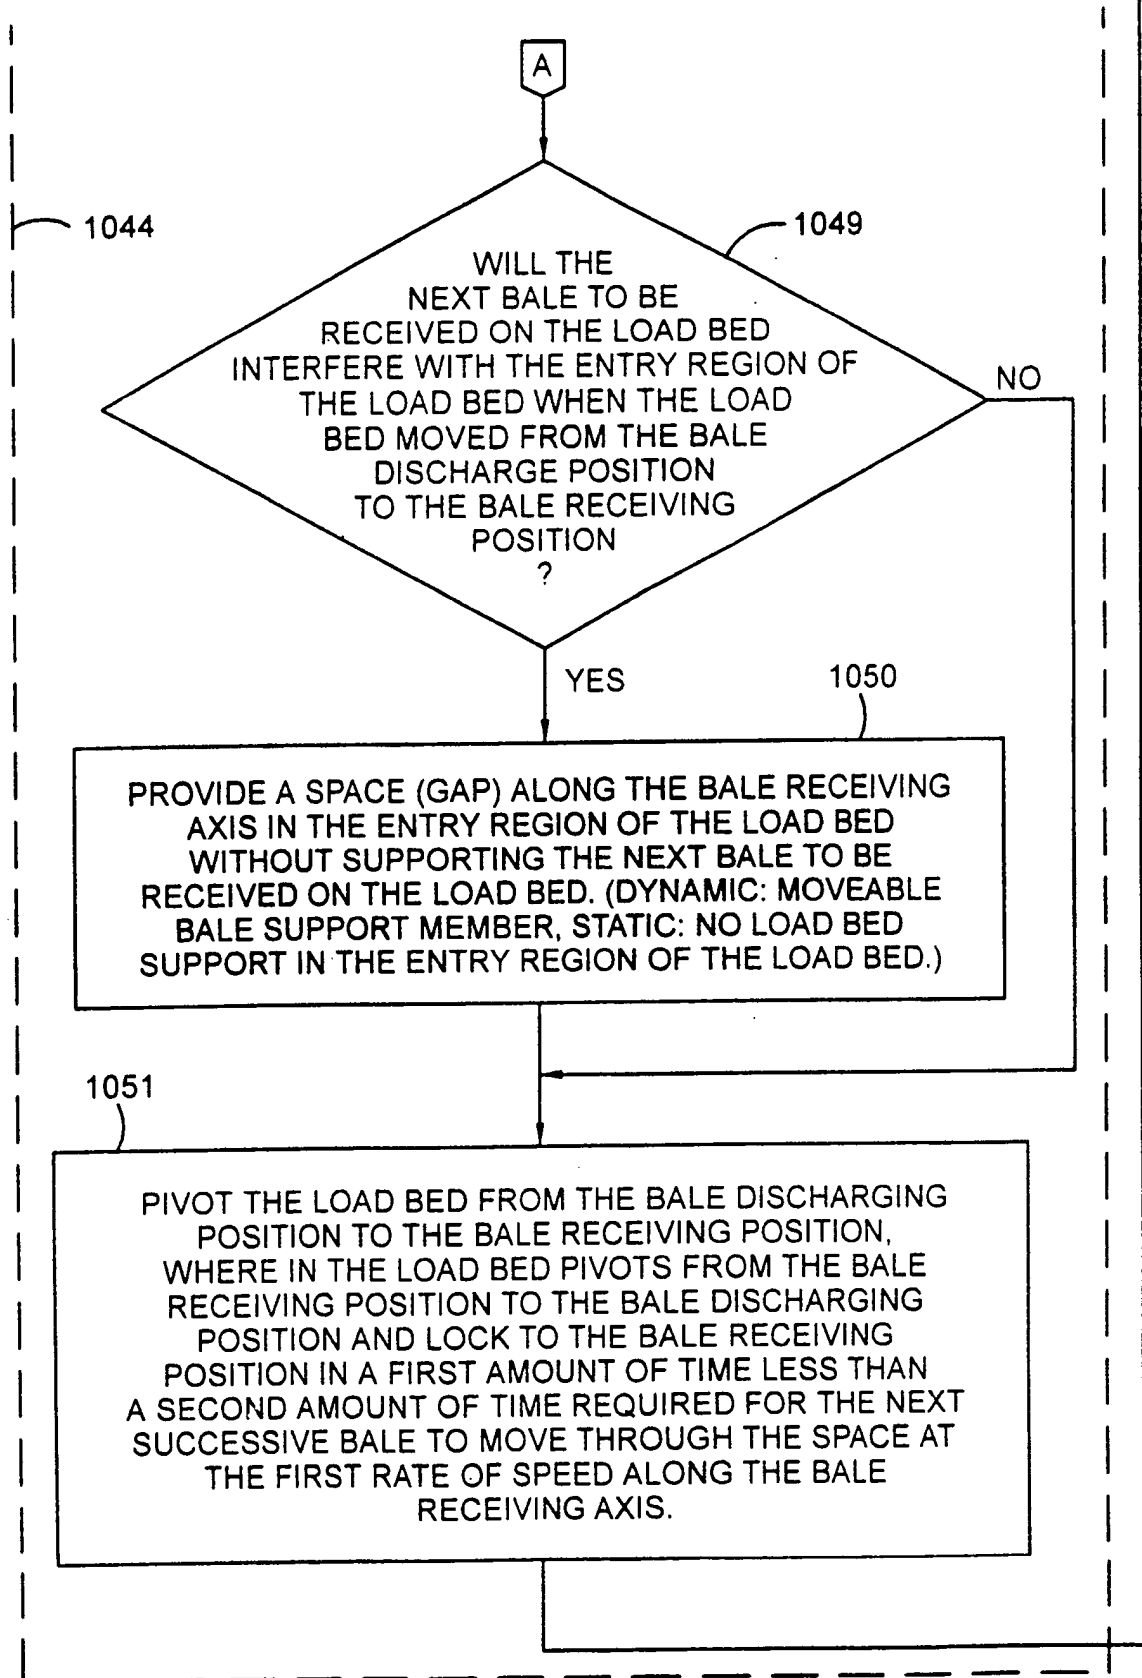 A
1044
1049
WILL THE
NEXT BALE TO BE
RECEIVED ON THE LOAD BED
INTERFERE WITH THE ENTRY REGION OF
THE LOAD BED WHEN THE LOAD
BED MOVED FROM THE BALE
DISCHARGE POSITION
TO THE BALE RECEIVING
POSITION
?
NO
YES
1050
PROVIDE A SPACE (GAP) ALONG THE BALE RECEIVING
AXIS IN THE ENTRY REGION OF THE LOAD BED
WITHOUT SUPPORTING THE NEXT BALE TO BE
RECEIVED ON THE LOAD BED. (DYNAMIC: MOVEABLE
BALE SUPPORT MEMBER, STATIC: NO LOAD BED
SUPPORT IN THE ENTRY REGION OF THE LOAD BED.)
1051
PIVOT THE LOAD BED FROM THE BALE DISCHARGING
POSITION TO THE BALE RECEIVING POSITION,
WHERE IN THE LOAD BED PIVOTS FROM THE BALE
RECEIVING POSITION TO THE BALE DISCHARGING
POSITION AND LOCK TO THE BALE RECEIVING
POSITION IN A FIRST AMOUNT OF TIME LESS THAN
A SECOND AMOUNT OF TIME REQUIRED FOR THE NEXT
SUCCESSIVE BALE TO MOVE THROUGH THE SPACE AT
THE FIRST RATE OF SPEED ALONG THE BALE
RECEIVING AXIS.